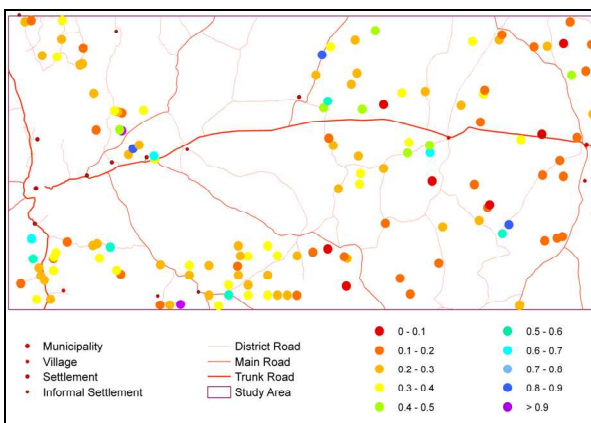 Municipality
Village
Settlement
Informal Settlement
District Road
Main Road
Trunk Road
Study Area
0 - 0.1
0.1 - 0.2
0.2 - 0.3
0.3 - 0.4
0.4 - 0.5
0.5 - 0.6
0.6 - 0.7
0.7 - 0.8
0.8 - 0.9
> 0.9